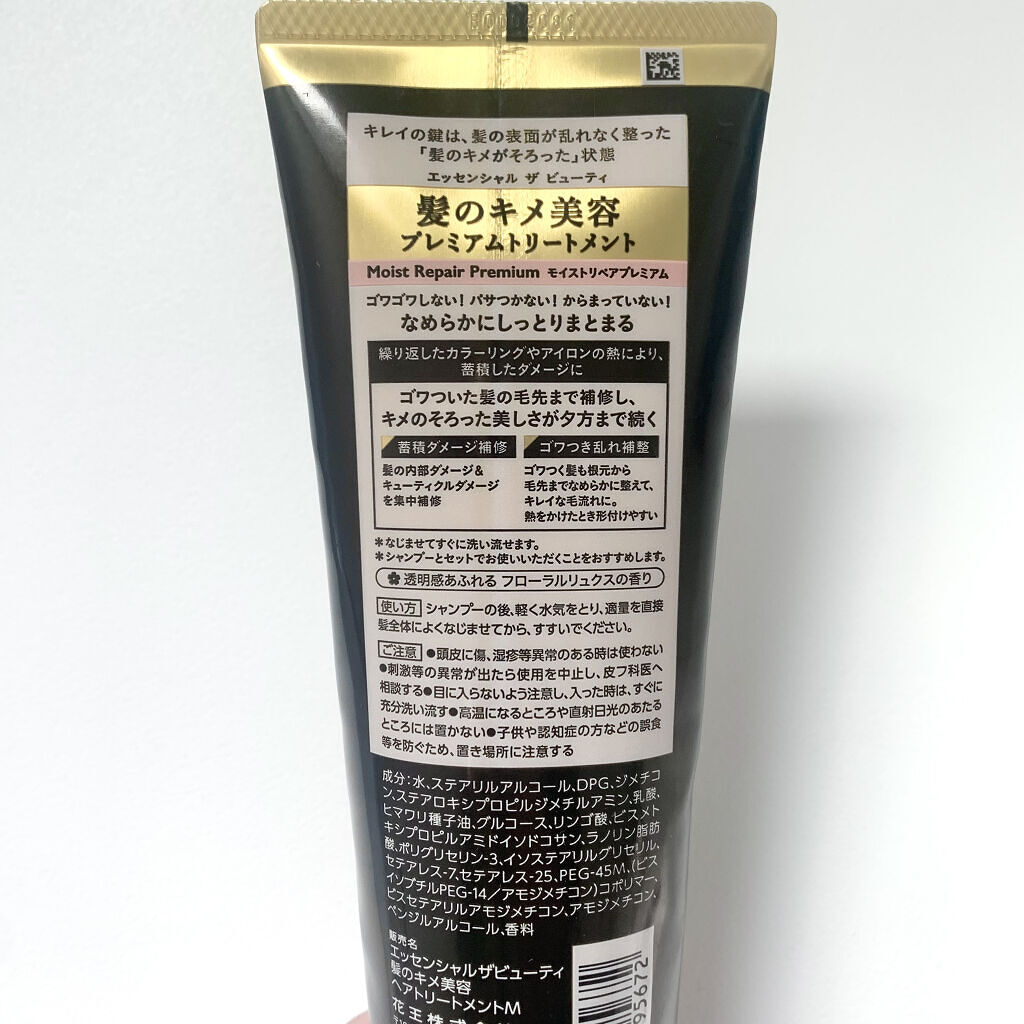 キレイの鍵は、髪の表面が乱れなく整った
「髪のキメがそろった」状態
エッセンシャル ザ ビューティ
髪のキメ美容
プレミアムトリートメント
Moist Repair Premium モイストリペアプレミアム
ゴワゴワしない! パサつかない! からまっていない!
なめらかにしっとりまとまる
繰り返したカラーリングやアイロンの熱により、
蓄積したダメージに
ゴワついた髪の毛先まで補修し、
キメのそろった美しさが夕方まで続く
蓄積ダメージ補修
髪の内部ダメージ&
キューティクルダメージ
を集中補修
ゴワつき乱れ補整
ゴワつく髪も根元から
毛先までなめらかに整えて、
キレイな毛流れに。
熱をかけたとき形付けやすい
*なじませてすぐに洗い流せます。
*シャンプーとセットでお使いいただくことをおすすめします。
透明感あふれる フローラルリュクスの香り
使い方 シャンプーの後、軽く水気をとり、適量を直接
髪全体によくなじませてから、すすいでください。
ご注意 ●頭皮に傷、湿疹等異常のある時は使わない
●刺激等の異常が出たら使用を中止し、皮フ科医へ
相談する●目に入らないよう注意し、入った時は、すぐに
充分洗い流す●高温になるところや直射日光のあたる
ところには置かない●子供や認知症の方などの誤食
等を防ぐため、置き場所に注意する
成分:水、ステアリルアルコール、DPG、ジメチコ
ン、ステアロキシプロピルジメチルアミン、乳酸、
ヒマワリ種子油、グルコース、リンゴ酸、ビスメト
キシプロピルアミドイソドコサン、ラノリン脂肪
酸、ポリグリセリン-3、イソステアリルグリセリル、
セテアレス-7、セテアレス-25、PEG-45M、(ビス
イソブチルPEG-14/アモジメチコン)コポリマー、
ビスセテアリルアモジメチコン、アモジメチコン、
ベンジルアルコール、香料
販売名
エッセンシャルザビューティ
髪のキメ美容
ヘアトリートメントM
花王株式会社
95672